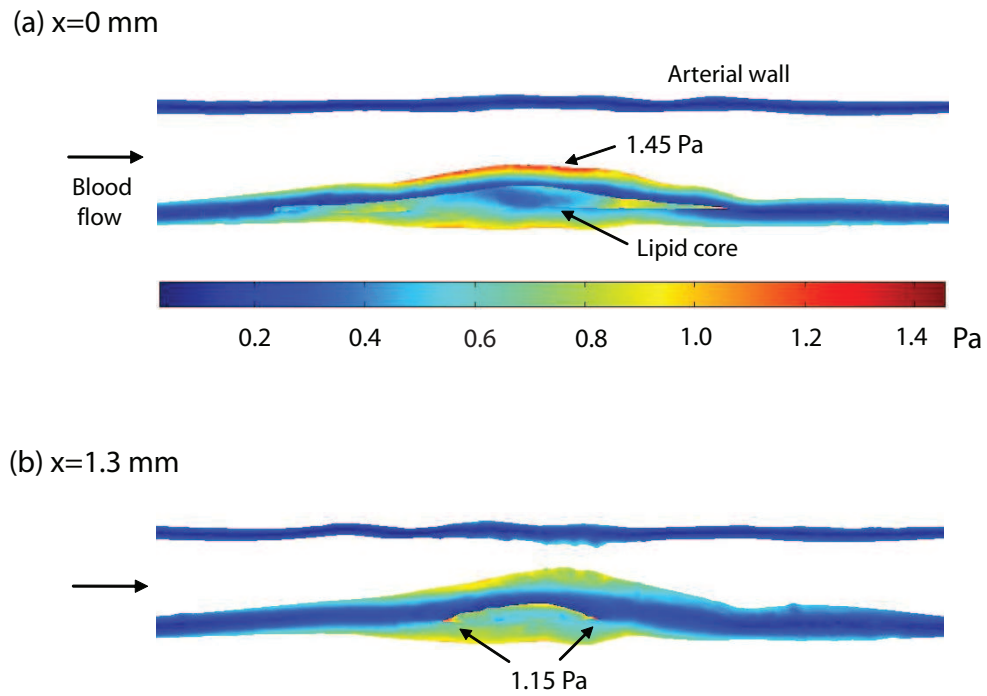 (a) x=0 mm
Arterial wall
1.45 Pa
Blood
flow
Lipid core
0.2 0.4 0.6 0.8 1.0 1.2 1.4 Pa
(b) x=1.3 mm
1.15 Pa